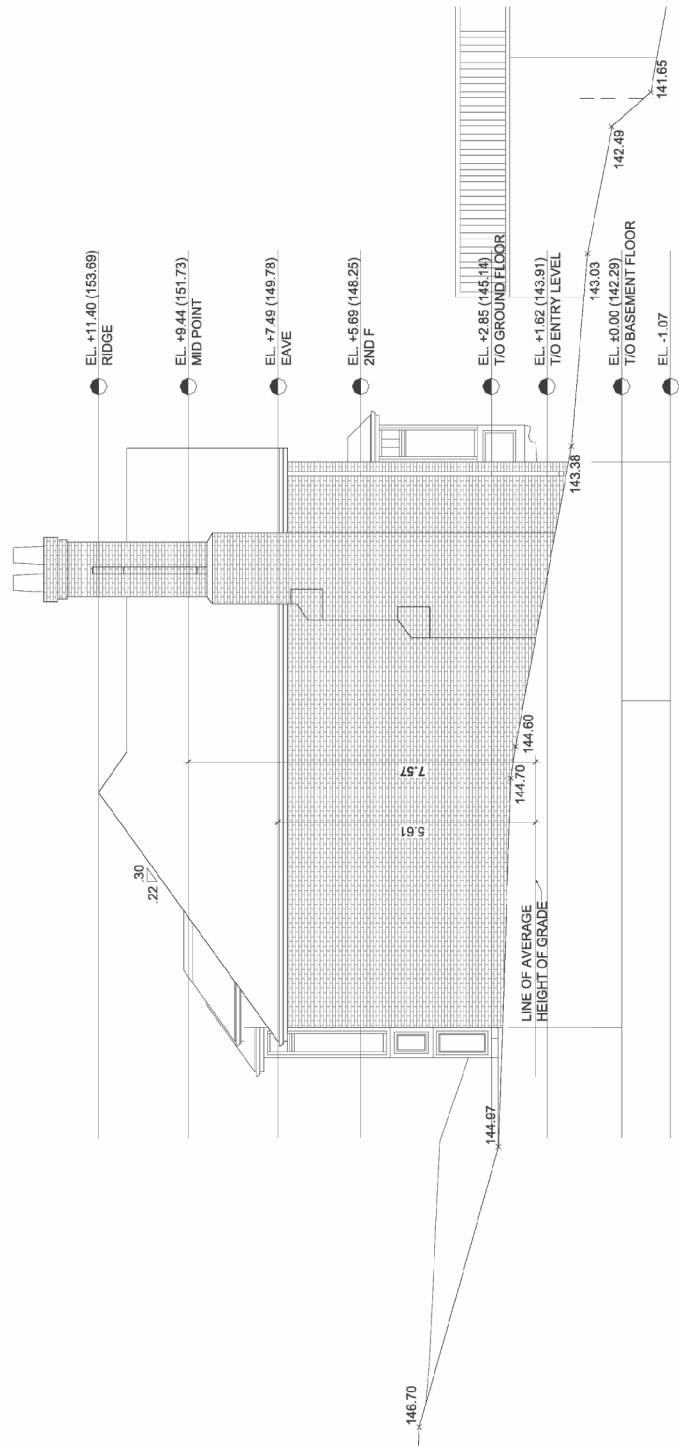 EL. +11.40 (153.69)
RIDGE
EL. +9.44 (151.73)
MID POINT
EL. +7.49 (149.78)
EAVE
EL. +5.69 (148.25)
2ND F
EL. +2.85 (145.14)
T/O GROUND FLOOR
EL. +1.62 (143.91)
T/O ENTRY LEVEL
EL. ±0.00 (142.29)
T/O BASEMENT FLOOR
EL. -1.07
.30
.22
7.57
5.61
LINE OF AVERAGE
HEIGHT OF GRADE
146.70
144.97
144.70
144.60
143.38
143.03
142.49
141.65